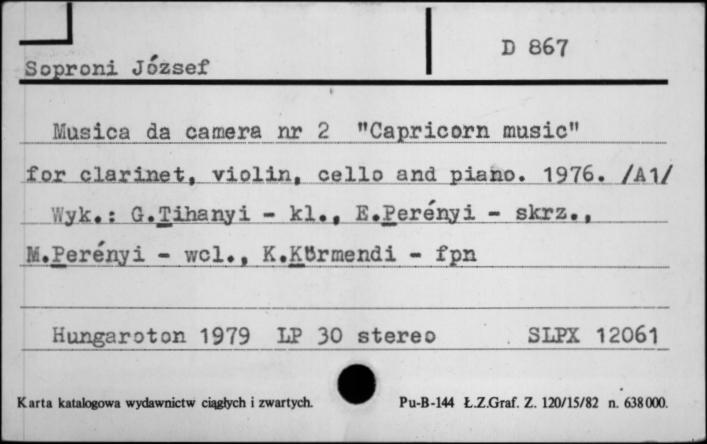 D 867
Soproni József
Musica da camera nr 2 "Capricorn music"
for clarinet, violin, cello and piano. 1976. /A1/
Wyk.: G.Tihanyi - kl., E.Perényi - skrz.,
M.Perényi - wcl., K.Körmendi - fpn
Hungaroton 1979 LP 30 stereo SLPX 12061
Karta katalogowa wydawnictw ciągłych i zwartych. Pu-B-144 Ł.Z.Graf. Z. 120/15/82 n. 638000.